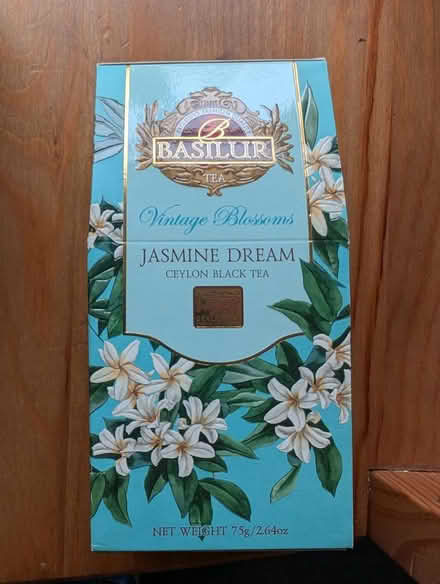 B
BASILUR
TEA
Vintage Blossoms
JASMINE DREAM
CEYLON BLACK TEA
NET WEIGHT 75g/2.64oz